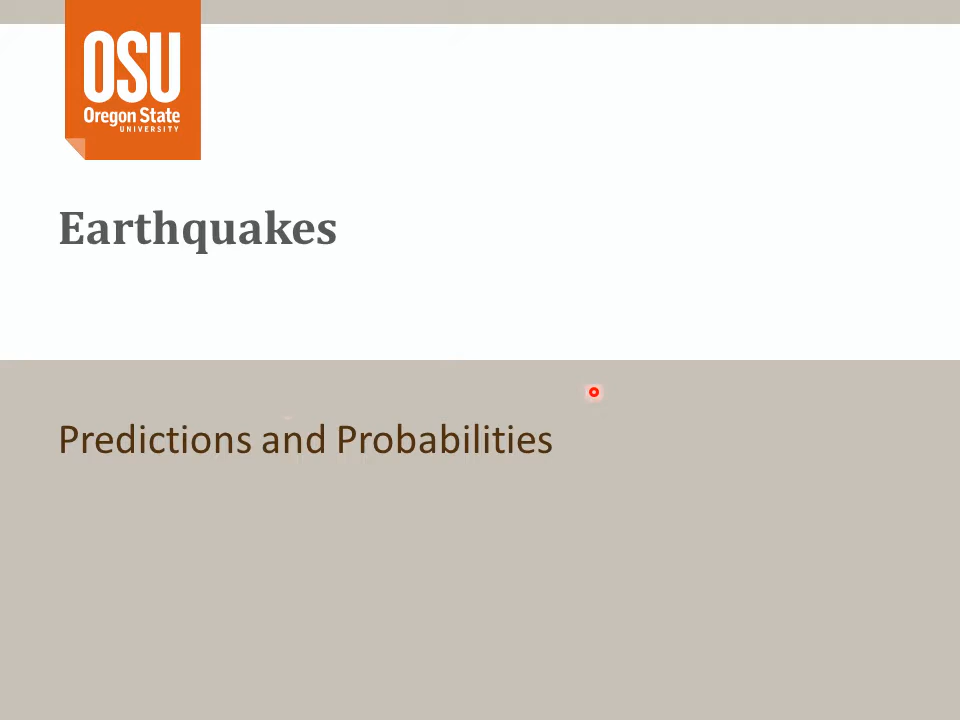 OSU
Oregon State
UNIVERSITY
Earthquakes
Predictions and Probabilities